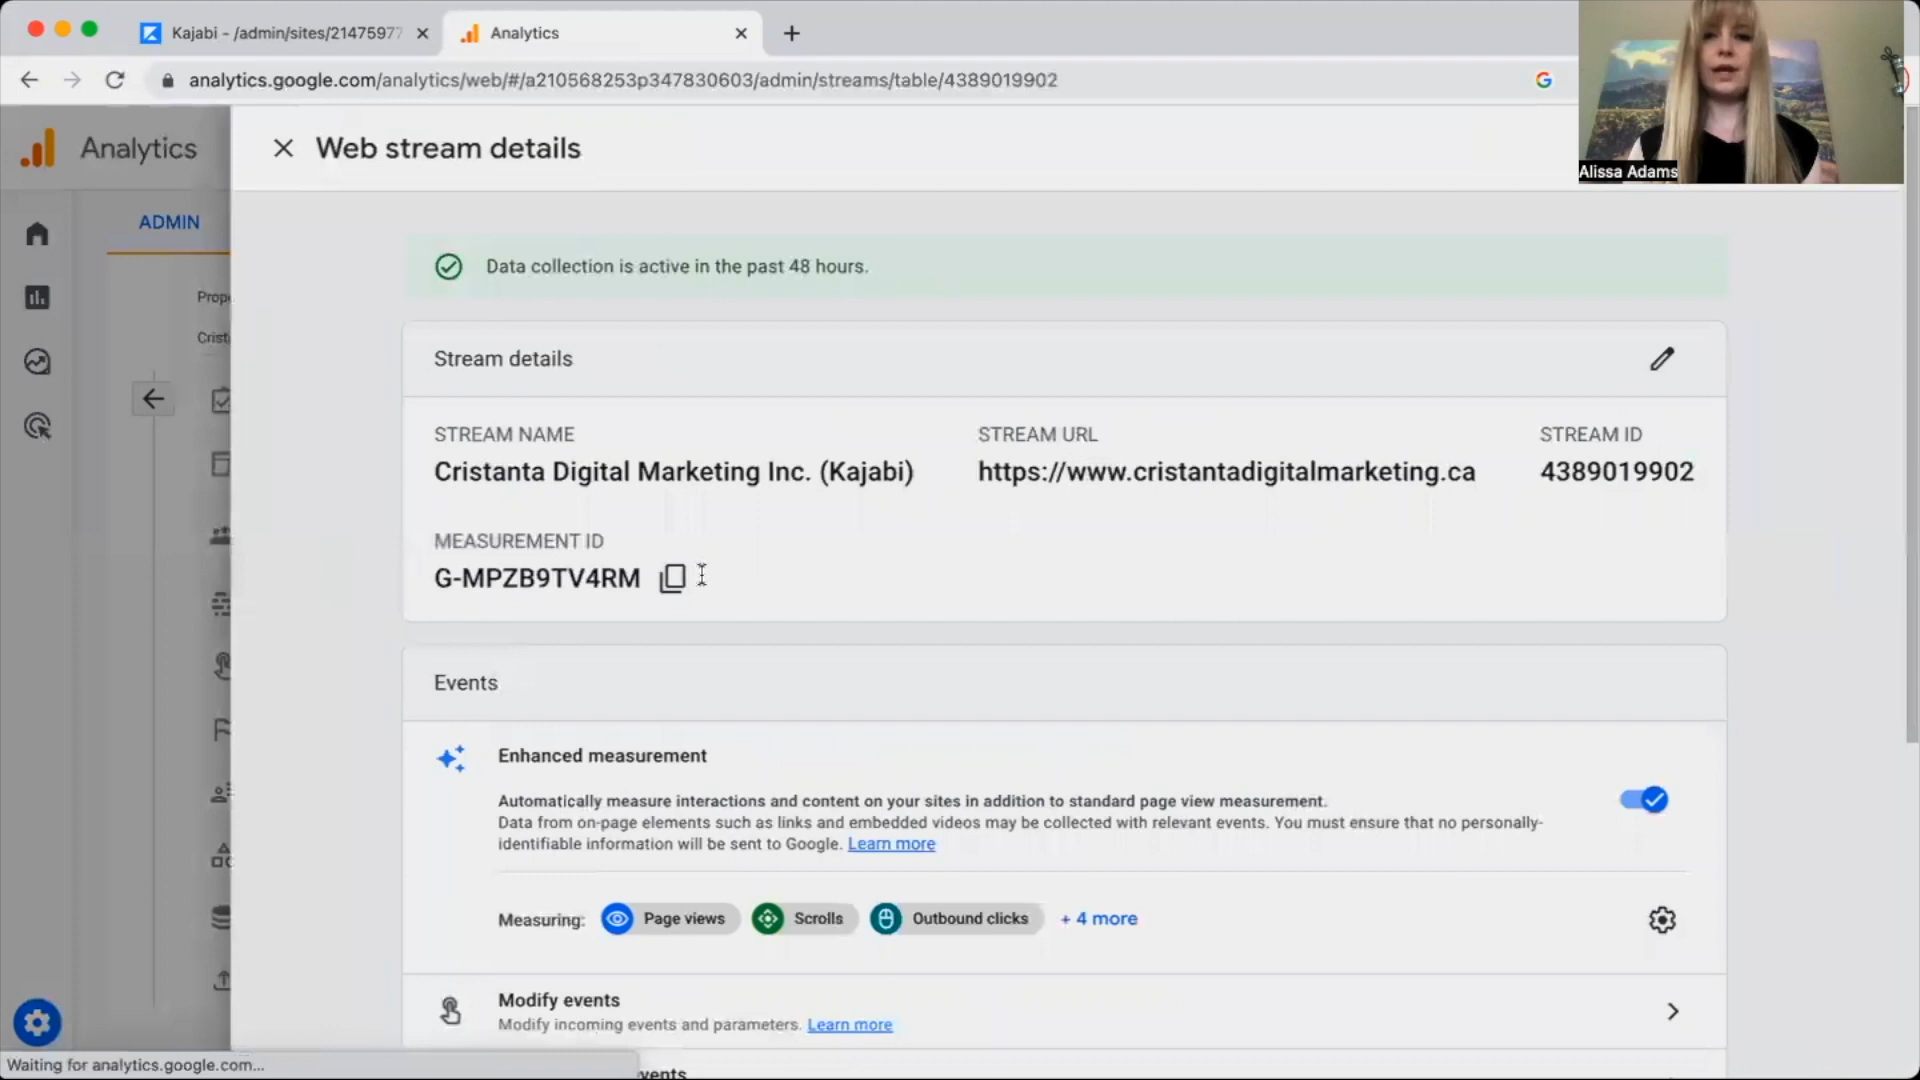 Kajabi - /admin/sites/21475977
Analytics
analytics.google.com/analytics/web/#/a210568253p347830603/admin/streams/table/4389019902
Alissa Adams
Analytics
Web stream details
ADMIN
Data collection is active in the past 48 hours.
Stream details
STREAM NAME
Cristanta Digital Marketing Inc. (Kajabi)
STREAM URL
https://www.cristantadigitalmarketing.ca
STREAM ID
4389019902
MEASUREMENT ID
G-MPZB9TV4RM
Events
Enhanced measurement
Automatically measure interactions and content on your sites in addition to standard page view measurement.
Data from on-page elements such as links and embedded videos may be collected with relevant events. You must ensure that no personally-
identifiable information will be sent to Google. Learn more
Measuring: Page views Scrolls Outbound clicks + 4 more
Modify events
Modify incoming events and parameters. Learn more
Waiting for analytics.google.com...